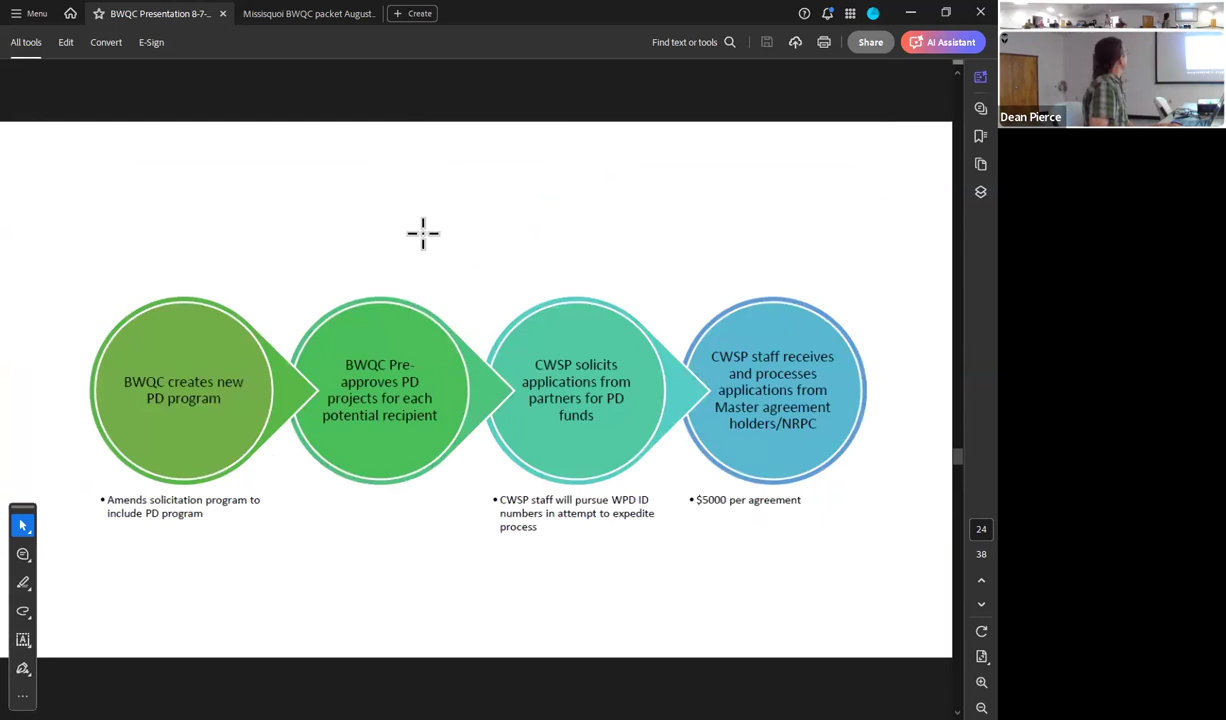 Menu
BWQC Presentation 8-7-...
Missisquoi BWQC packet August...
Create
All tools
Edit
Convert
E-Sign
Find text or tools
Share
AI Assistant
Dean Pierce
BWQC creates new
PD program
BWQC Pre-
approves PD
projects for each
potential recipient
CWSP solicits
applications from
partners for PD
funds
CWSP staff receives
and processes
applications from
Master agreement
holders/NRPC
• Amends solicitation program to
include PD program
• CWSP staff will pursue WPD ID
numbers in attempt to expedite
process
• $5000 per agreement
24
38